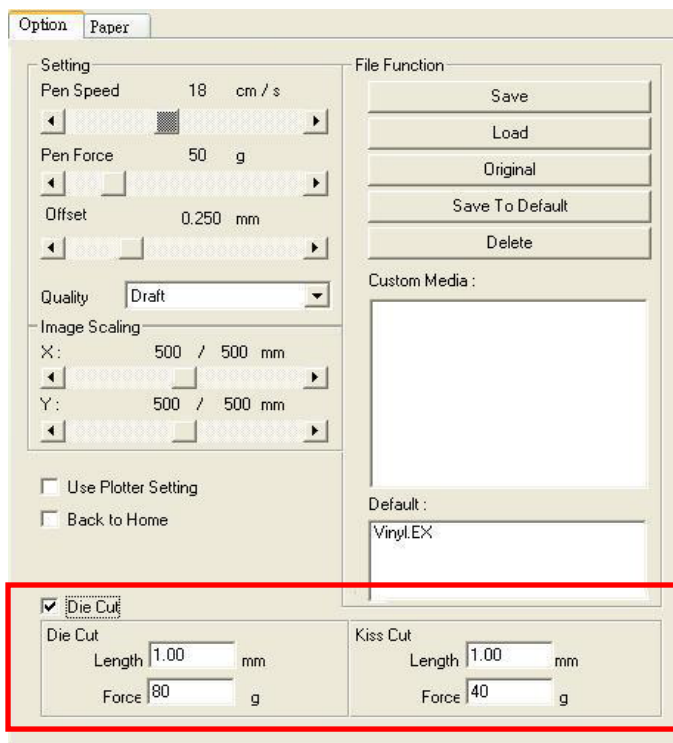 Option Paper
Setting
Pen Speed 18 cm / s
Pen Force 50 g
Offset 0.250 mm
Quality Draft
Image Scaling
X : 500 / 500 mm
Y : 500 / 500 mm
Use Plotter Setting
Back to Home
File Function
Save
Load
Original
Save To Default
Delete
Custom Media :
Default :
Vinyl.EX
Die Cut
Die Cut
Length 1.00 mm
Force 80 g
Kiss Cut
Length 1.00 mm
Force 40 g